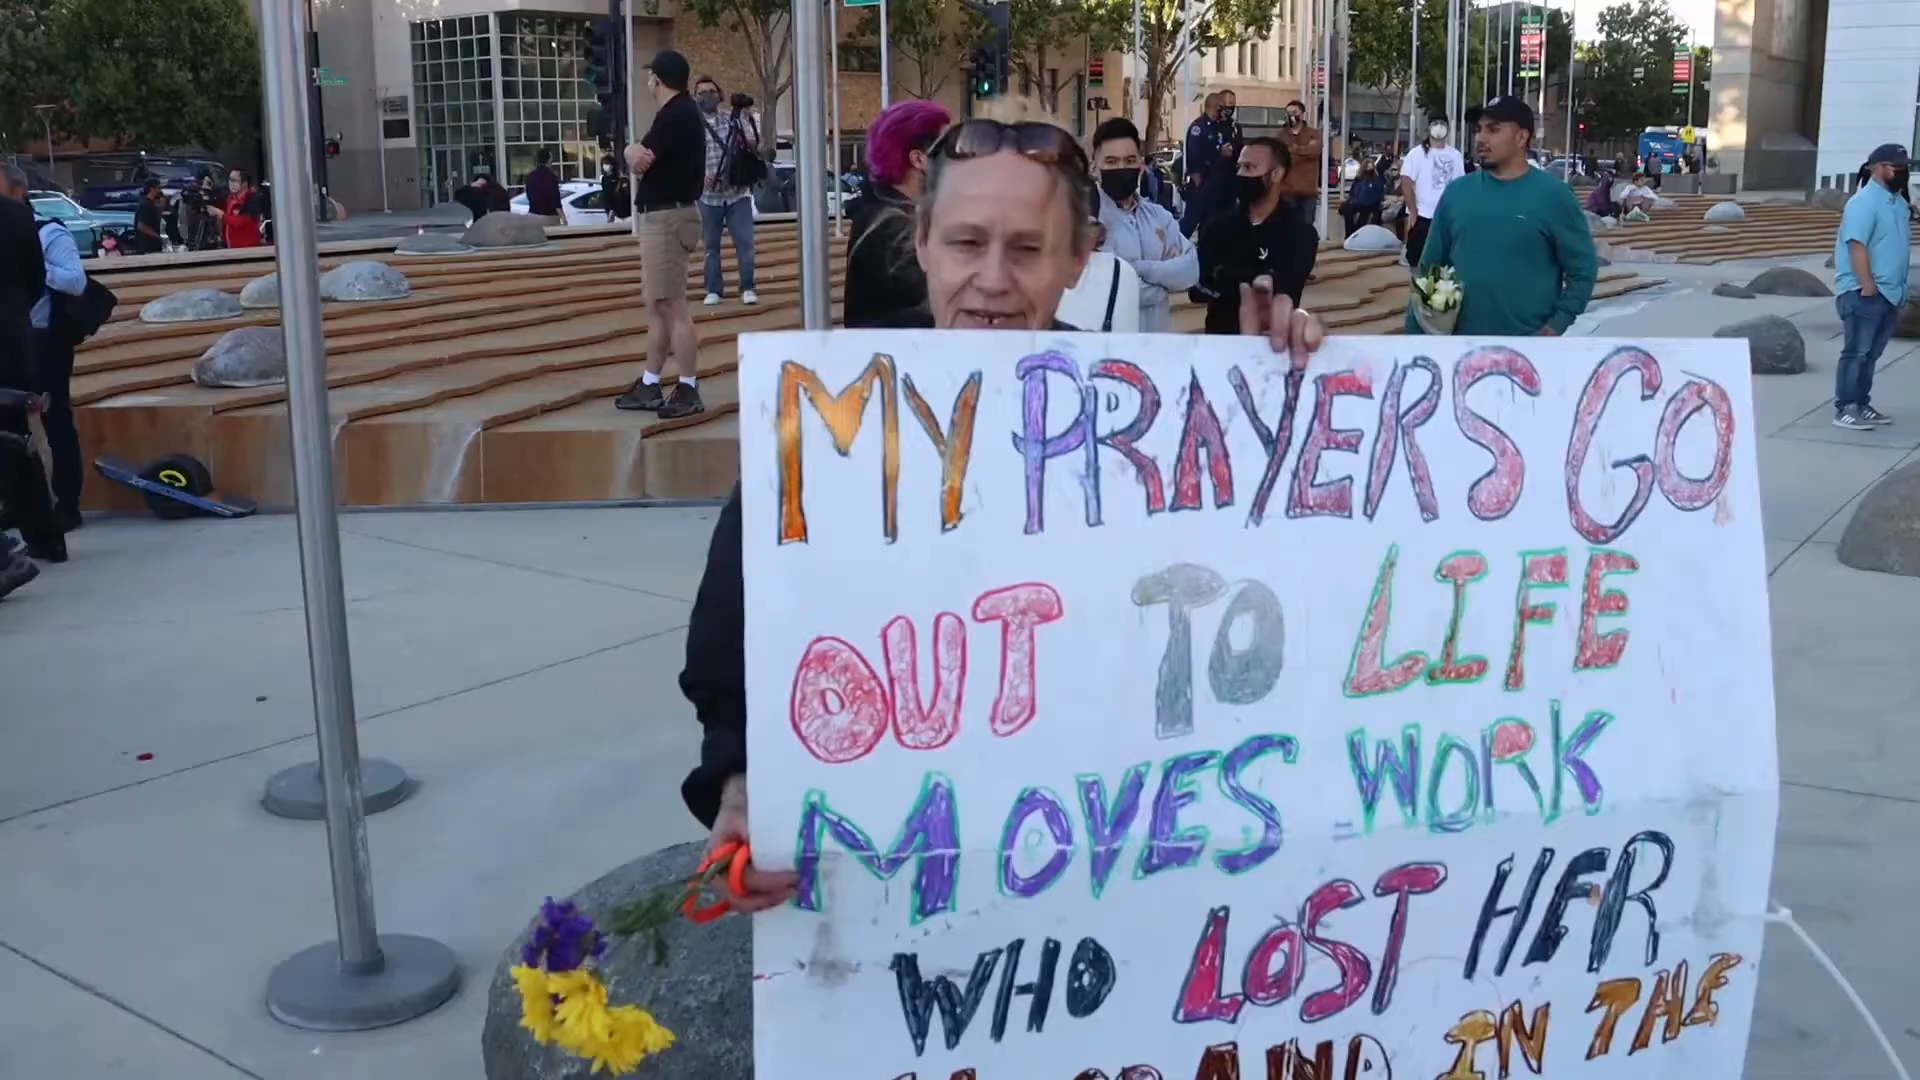 MY PRAYERS GO
OUT TO LIFE
MOVES WORK
WHO LOST HER
IN THE